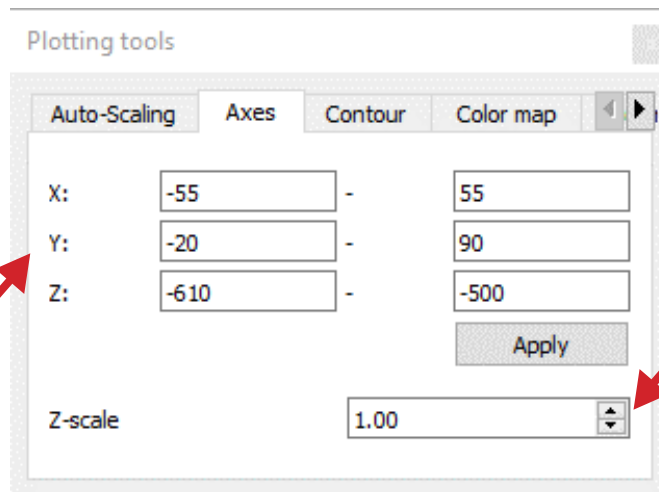 Plotting tools
Auto-Scaling Axes Contour Color map
X: -55 - 55
Y: -20 - 90
Z: -610 - -500
Apply
Z-scale 1.00